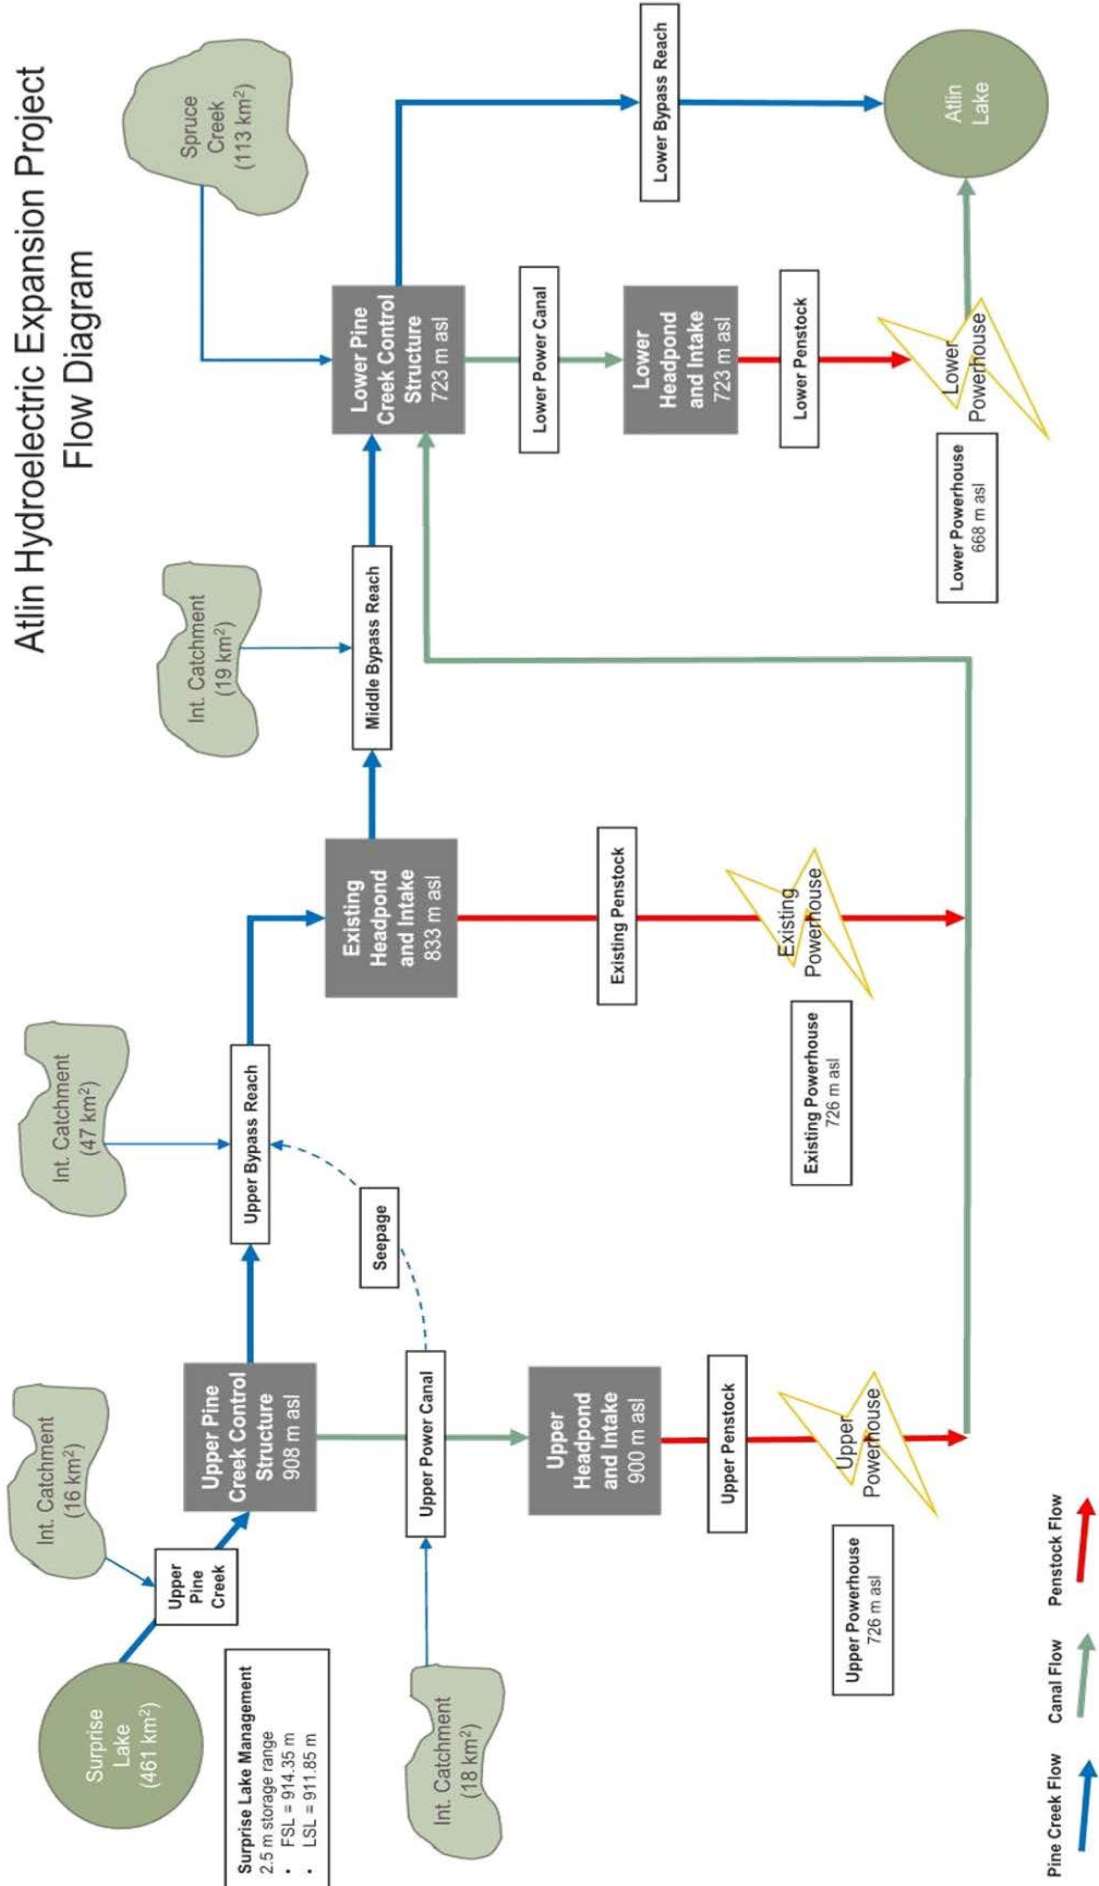 Atlin Hydroelectric Expansion Project
Flow Diagram
Surprise
Lake
(461 km²)
Int. Catchment
(16 km²)
Upper
Pine
Creek
Surprise Lake Management
2.5 m storage range
• FSL = 914.35 m
• LSL = 911.85 m
Upper Pine
Creek Control
Structure
908 m asl
Int. Catchment
(47 km²)
Upper Bypass Reach
Seepage
Int. Catchment
(18 km²)
Upper Power Canal
Upper
Headpond
and Intake
900 m asl
Upper Penstock
Upper
Powerhouse
Upper Powerhouse
726 m asl
Existing
Headpond
and Intake
833 m asl
Existing Penstock
Existing
Powerhouse
Existing Powerhouse
726 m asl
Int. Catchment
(19 km²)
Middle Bypass Reach
Spruce
Creek
(113 km²)
Lower Pine
Creek Control
Structure
723 m asl
Lower Power Canal
Lower
Headpond
and Intake
723 m asl
Lower Penstock
Lower
Powerhouse
Lower Powerhouse
668 m asl
Lower Bypass Reach
Atlin
Lake
Pine Creek Flow
Canal Flow
Penstock Flow